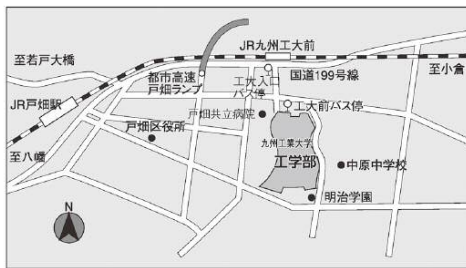 JR九州工大前
至若戸大橋
都市高速
戸畑ランプ
工大入口
バス停
国道199号線
至小倉
JR戸畑駅
戸畑共立病院
工大前バス停
戸畑区役所
九州工業大学
工学部
至八幡
中原中学校
明治学園
N